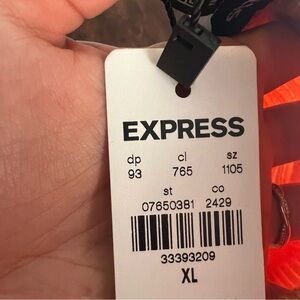 EXPRESS
dp cl sz
93 765 1105
st co
07650381 2429
33393209
XL